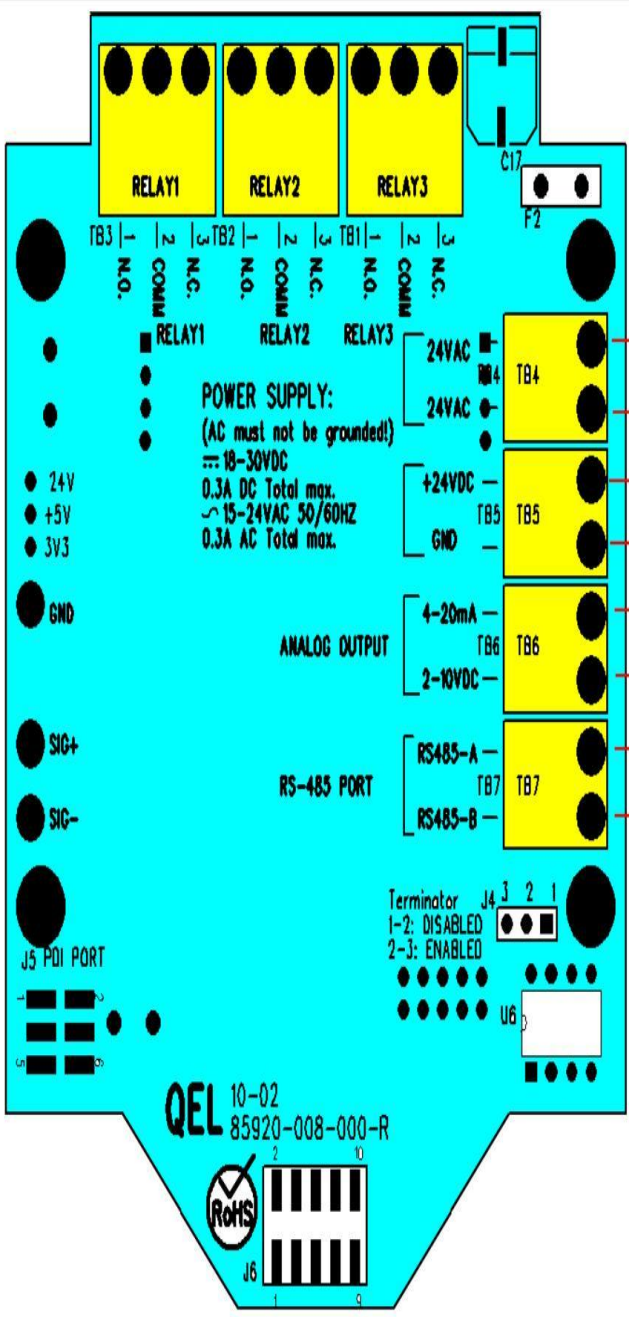 RELAY1 RELAY2 RELAY3
C17
F2
TB3 1 2 3 TB2 1 2 3 TB1 1 2 3
N.O. COMM N.C. N.O. COMM N.C. N.O. COMM N.C.
RELAY1 RELAY2 RELAY3
24VAC
TB4 TB4
24VAC
POWER SUPPLY:
(AC must not be grounded!)
18-30VDC
0.3A DC Total max.
15-24VAC 50/60HZ
0.3A AC Total max.
+24VDC
TB5 TB5
GND
24V
+5V
3V3
GND
ANALOG OUTPUT
4-20mA
TB6 TB6
2-10VDC
SIG+
SIG-
RS-485 PORT
RS485-A
TB7 TB7
RS485-B
Terminator J4 3 2 1
1-2: DISABLED
2-3: ENABLED
J5 PDI PORT
1 2
5 6
U6
QEL 10-02
85920-008-000-R
RoHS
2 10
J6
1 9